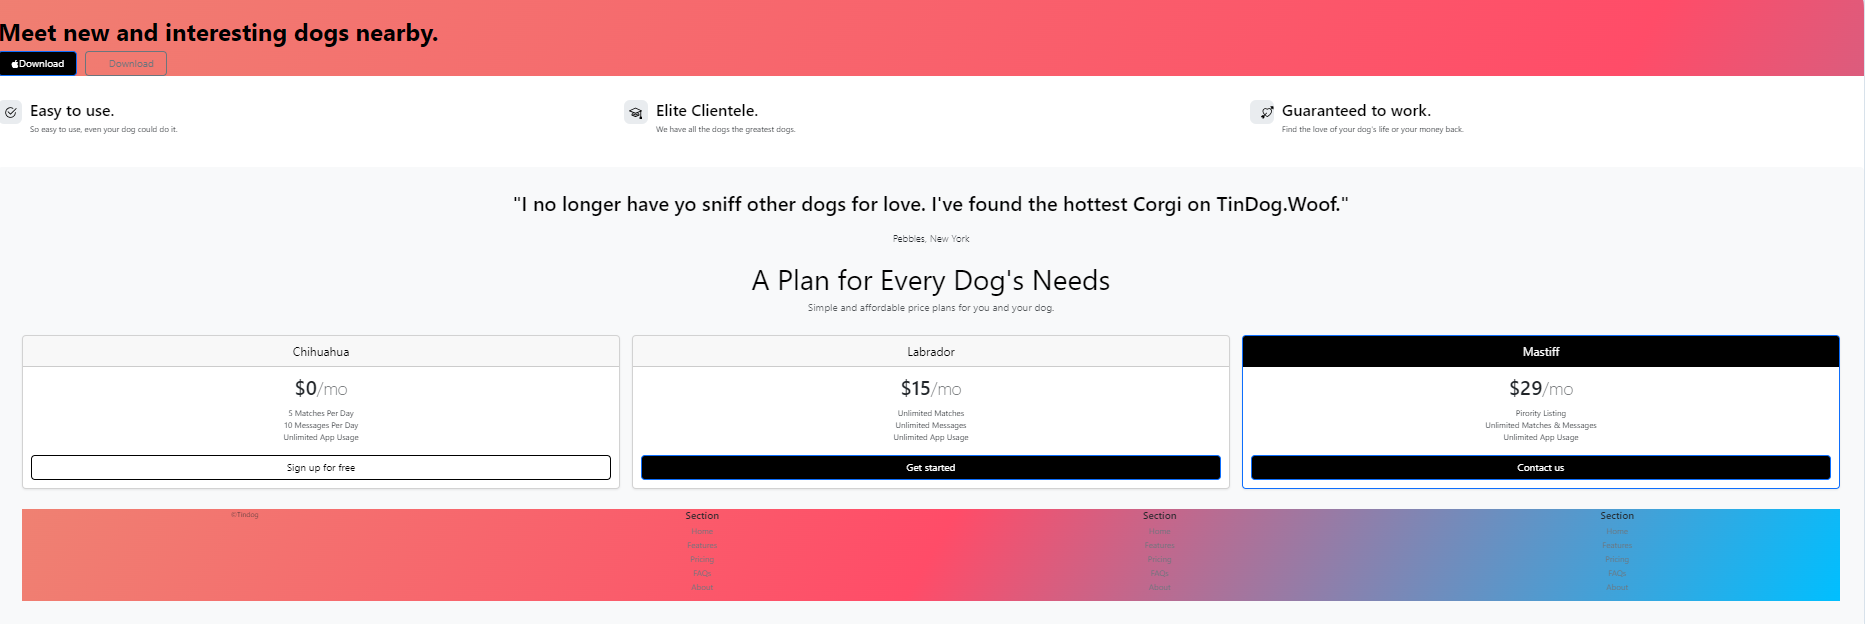 Meet new and interesting dogs nearby.
Download Download
Easy to use.
So easy to use, even your dog could do it.
Elite Clientele.
We have all the dogs the greatest dogs.
Guaranteed to work.
Find the love of your dog's life or your money back.
"I no longer have yo sniff other dogs for love. I've found the hottest Corgi on TinDog.Woof."
Pebbles, New York
A Plan for Every Dog's Needs
Simple and affordable price plans for you and your dog.
Chihuahua
$0/mo
5 Matches Per Day
10 Messages Per Day
Unlimited App Usage
Sign up for free
Labrador
$15/mo
Unlimited Matches
Unlimited Messages
Unlimited App Usage
Get started
Mastiff
$29/mo
Pirority Listing
Unlimited Matches & Messages
Unlimited App Usage
Contact us
©Tindog
Section
Home
Features
Pricing
FAQs
About
Section
Home
Features
Pricing
FAQs
About
Section
Home
Features
Pricing
FAQs
About